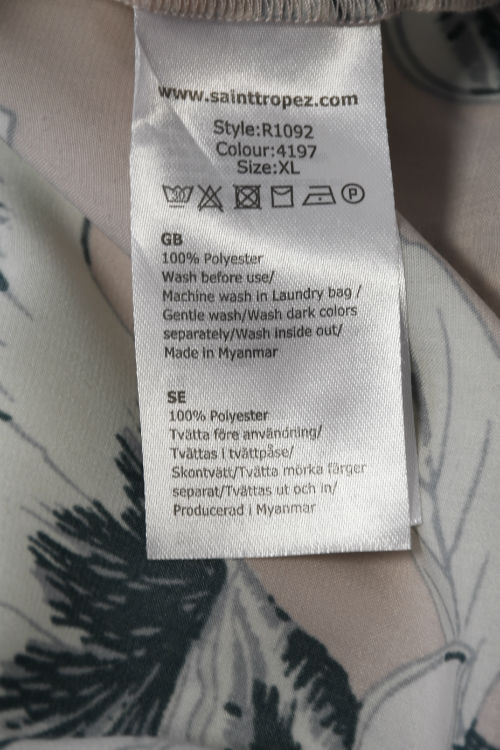 www.sainttropez.com
Style:R1092
Colour:4197
Size:XL
P
GB
100% Polyester
Wash before use/
Machine wash in Laundry bag /
Gentle wash/Wash dark colors
separately/Wash inside out/
Made in Myanmar
SE
100% Polyester
Tvätta före användning/
Tvättas i tvättpåse/
Skontvätt/Tvätta mörka färger
separat/Tvättas ut och in/
Producerad i Myanmar